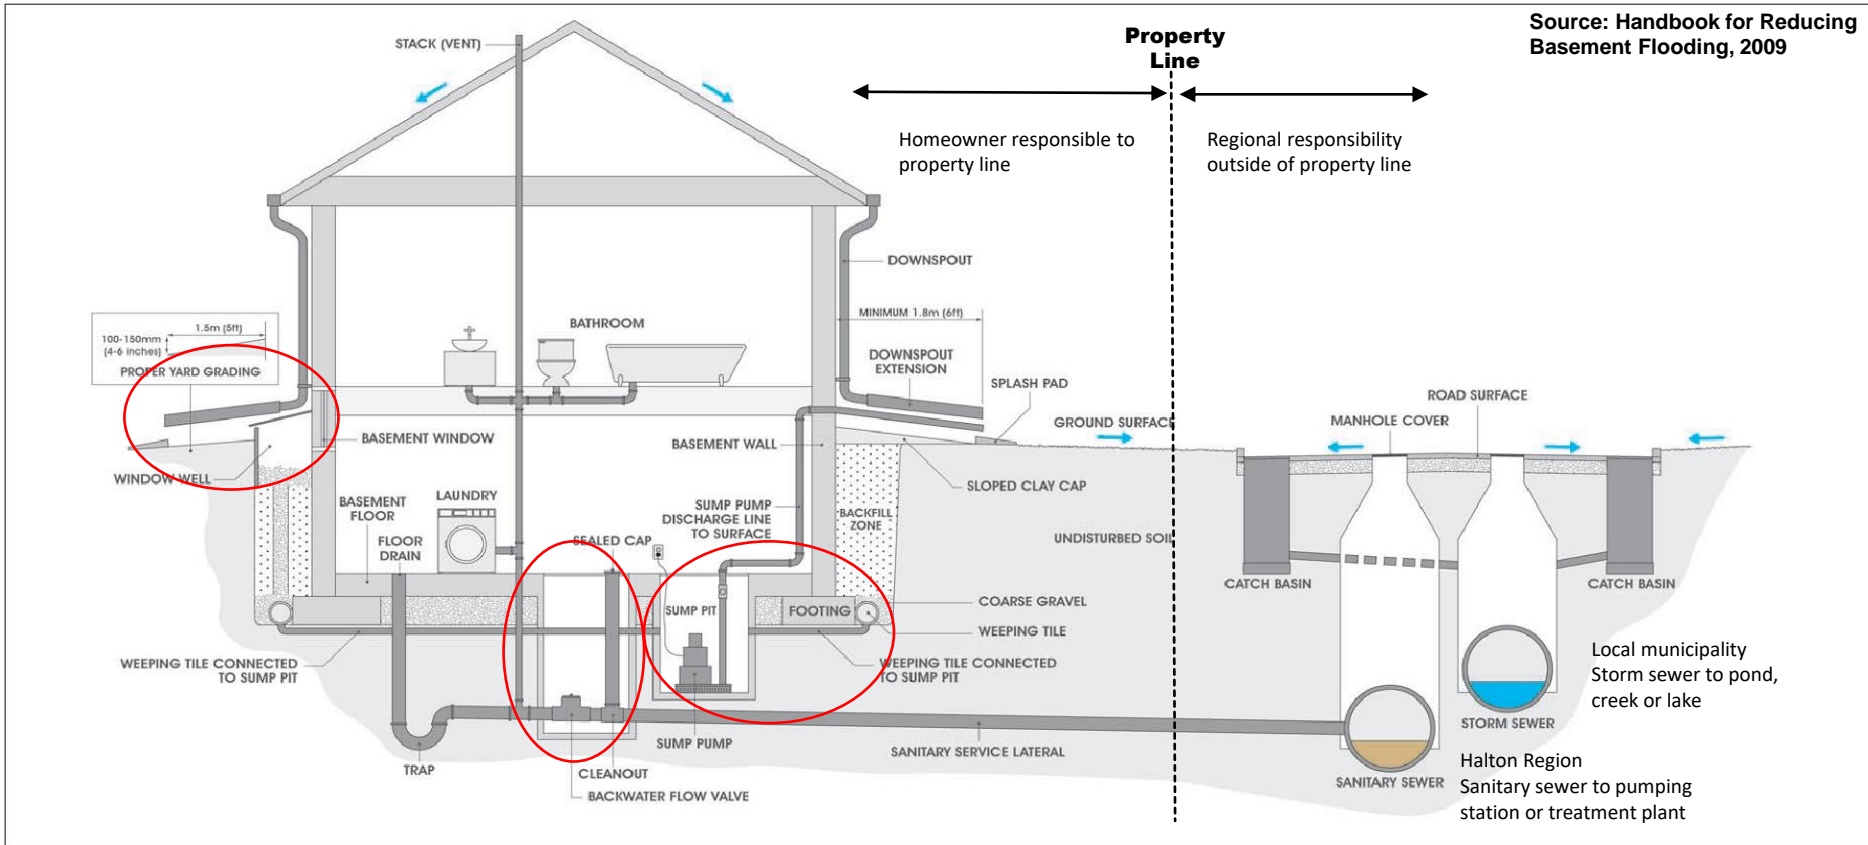 Source: Handbook for Reducing
Basement Flooding, 2009
Property
Line
STACK (VENT)
Homeowner responsible to
property line
Regional responsibility
outside of property line
DOWNSPOUT
1.5m (5ft)
100-150mm
(4-6 inches)
PROPER YARD GRADING
BATHROOM
MINIMUM 1.8m (6ft)
DOWNSPOUT
EXTENSION
SPLASH PAD
ROAD SURFACE
MANHOLE COVER
GROUND SURFACE
BASEMENT WINDOW
BASEMENT WALL
WINDOW WELL
SLOPED CLAY CAP
BASEMENT
FLOOR
LAUNDRY
SUMP PUMP
DISCHARGE LINE
TO SURFACE
BACKFILL
ZONE
FLOOR
DRAIN
SEALED CAP
UNDISTURBED SOIL
CATCH BASIN
CATCH BASIN
COARSE GRAVEL
SUMP PIT
FOOTING
WEEPING TILE
WEEPING TILE CONNECTED
TO SUMP PIT
WEEPING TILE CONNECTED
TO SUMP PIT
Local municipality
Storm sewer to pond,
creek or lake
STORM SEWER
SUMP PUMP
SANITARY SERVICE LATERAL
TRAP
CLEANOUT
BACKWATER FLOW VALVE
SANITARY SEWER
Halton Region
Sanitary sewer to pumping
station or treatment plant